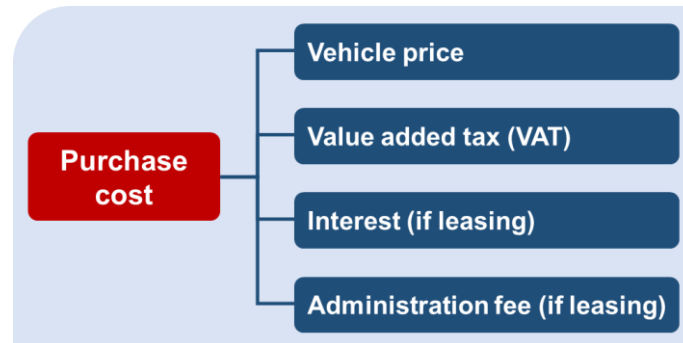 Purchase
cost
Vehicle price
Value added tax (VAT)
Interest (if leasing)
Administration fee (if leasing)